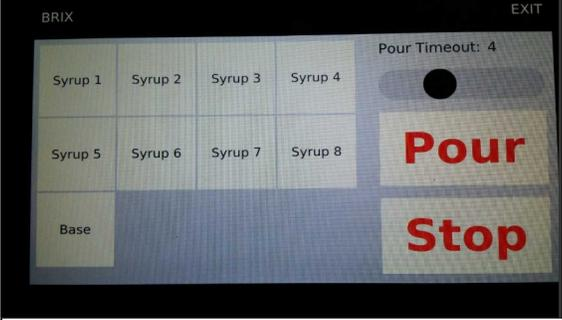 BRIX
EXIT
Pour Timeout: 4
Syrup 1 Syrup 2 Syrup 3 Syrup 4
Syrup 5 Syrup 6 Syrup 7 Syrup 8
Base
Pour
Stop